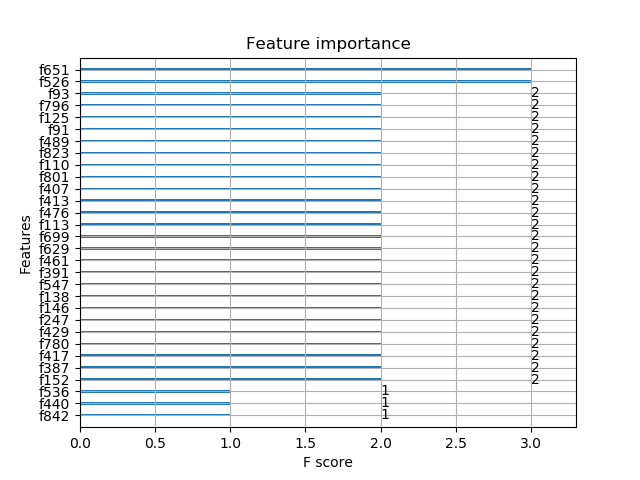 Feature importance
f651
f526
f93 2
f796 2
f125 2
f91 2
f489 2
f823 2
f110 2
f801 2
f407 2
f413 2
f476 2
f113 2
f699 2
f629 2
f461 2
f391 2
f547 2
f138 2
f146 2
f247 2
f429 2
f780 2
f417 2
f387 2
f152 2
f536 1
f440 1
f842 1
Features
0.0 0.5 1.0 1.5 2.0 2.5 3.0
F score